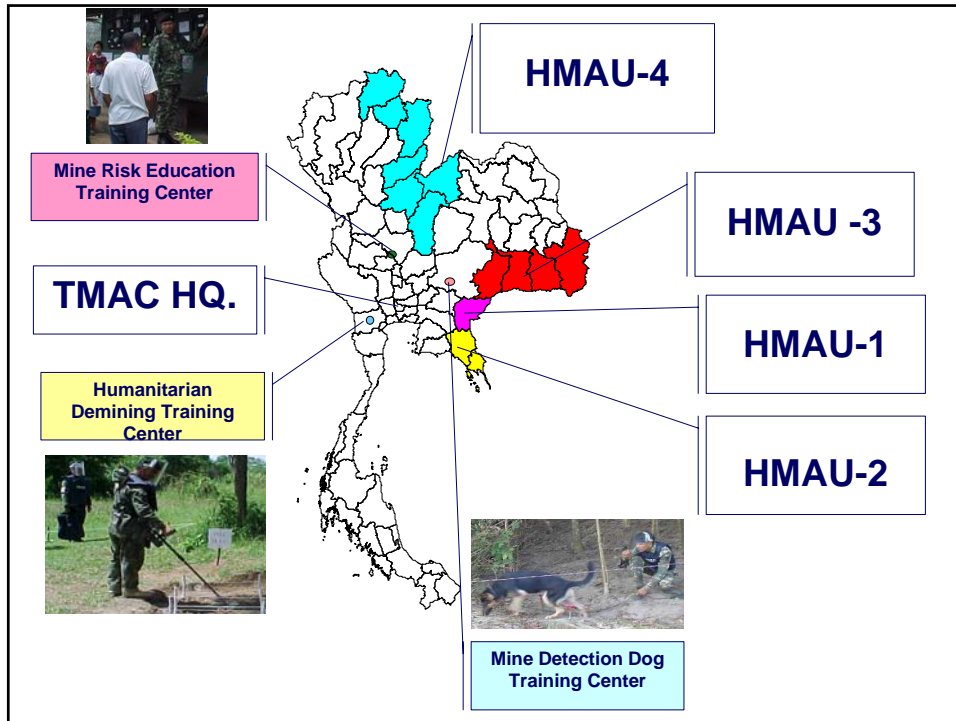 HMAU-4
Mine Risk Education
Training Center
HMAU -3
TMAC HQ.
HMAU-1
Humanitarian
Demining Training
Center
HMAU-2
Mine Detection Dog
Training Center